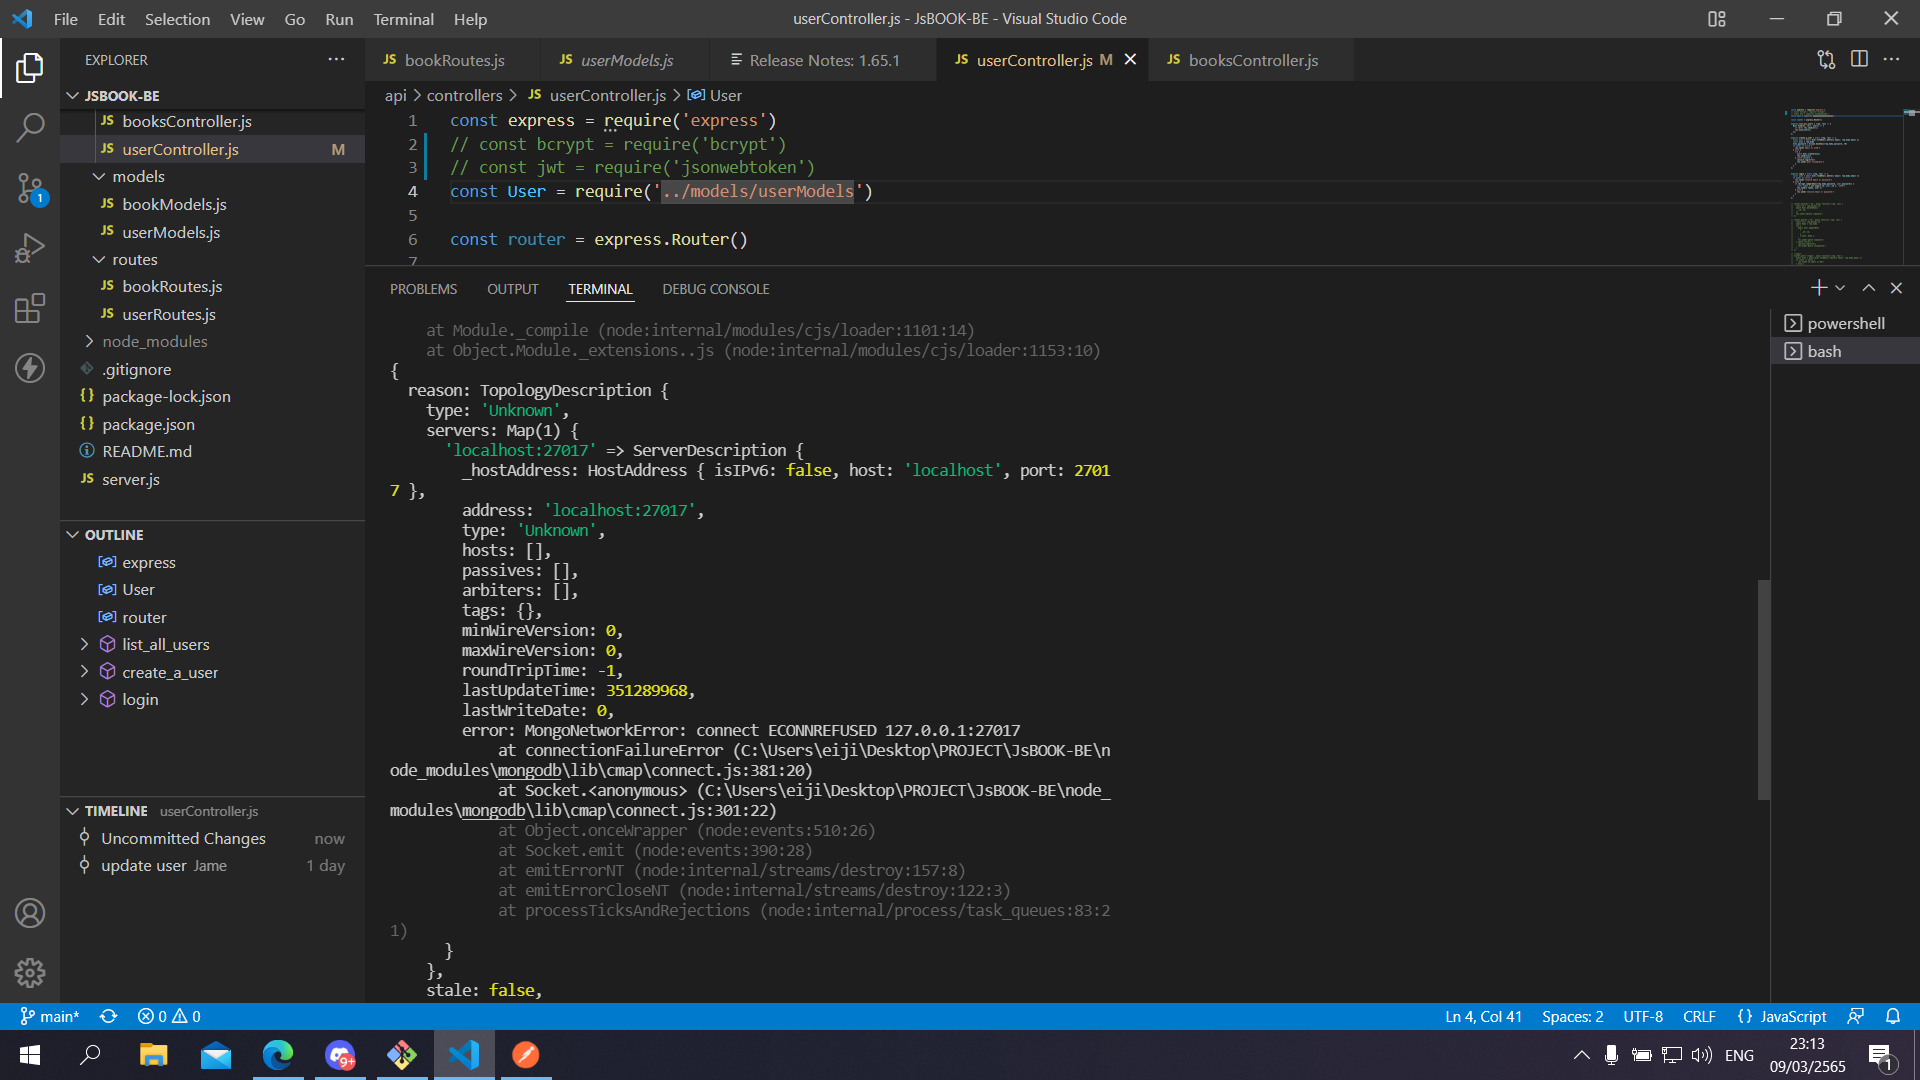 File Edit Selection View Go Run Terminal Help
userController.js - JsBOOK-BE - Visual Studio Code
EXPLORER
JSBOOK-BE
JS booksController.js
JS userController.js M
models
JS bookModels.js
JS userModels.js
routes
JS bookRoutes.js
JS userRoutes.js
node_modules
.gitignore
{} package-lock.json
{} package.json
README.md
JS server.js
OUTLINE
express
User
router
list_all_users
create_a_user
login
TIMELINE userController.js
Uncommitted Changes now
update user Jame 1 day
1
JS bookRoutes.js
JS userModels.js
Release Notes: 1.65.1
JS userController.js M
JS booksController.js
api > controllers > JS userController.js > User
1 const express = require('express')
2 // const bcrypt = require('bcrypt')
3 // const jwt = require('jsonwebtoken')
4 const User = require('../models/userModels')
5
6 const router = express.Router()
7
PROBLEMS OUTPUT TERMINAL DEBUG CONSOLE
powershell
bash
at Module._compile (node:internal/modules/cjs/loader:1101:14)
at Object.Module._extensions..js (node:internal/modules/cjs/loader:1153:10)
{
reason: TopologyDescription {
type: 'Unknown',
servers: Map(1) {
'localhost:27017' => ServerDescription {
_hostAddress: HostAddress { isIPv6: false, host: 'localhost', port: 2701
7 },
address: 'localhost:27017',
type: 'Unknown',
hosts: [],
passives: [],
arbiters: [],
tags: {},
minWireVersion: 0,
maxWireVersion: 0,
roundTripTime: -1,
lastUpdateTime: 351289968,
lastWriteDate: 0,
error: MongoNetworkError: connect ECONNREFUSED 127.0.0.1:27017
at connectionFailureError (C:\Users\eiji\Desktop\PROJECT\JsBOOK-BE\n
ode_modules\mongodb\lib\cmap\connect.js:381:20)
at Socket.<anonymous> (C:\Users\eiji\Desktop\PROJECT\JsBOOK-BE\node_
modules\mongodb\lib\cmap\connect.js:301:22)
at Object.onceWrapper (node:events:510:26)
at Socket.emit (node:events:390:28)
at emitErrorNT (node:internal/streams/destroy:157:8)
at emitErrorCloseNT (node:internal/streams/destroy:122:3)
at processTicksAndRejections (node:internal/process/task_queues:83:2
1)
}
},
stale: false,
main* 0 0
Ln 4, Col 41 Spaces: 2 UTF-8 CRLF {} JavaScript
9+
ENG
23:13
09/03/2565
1